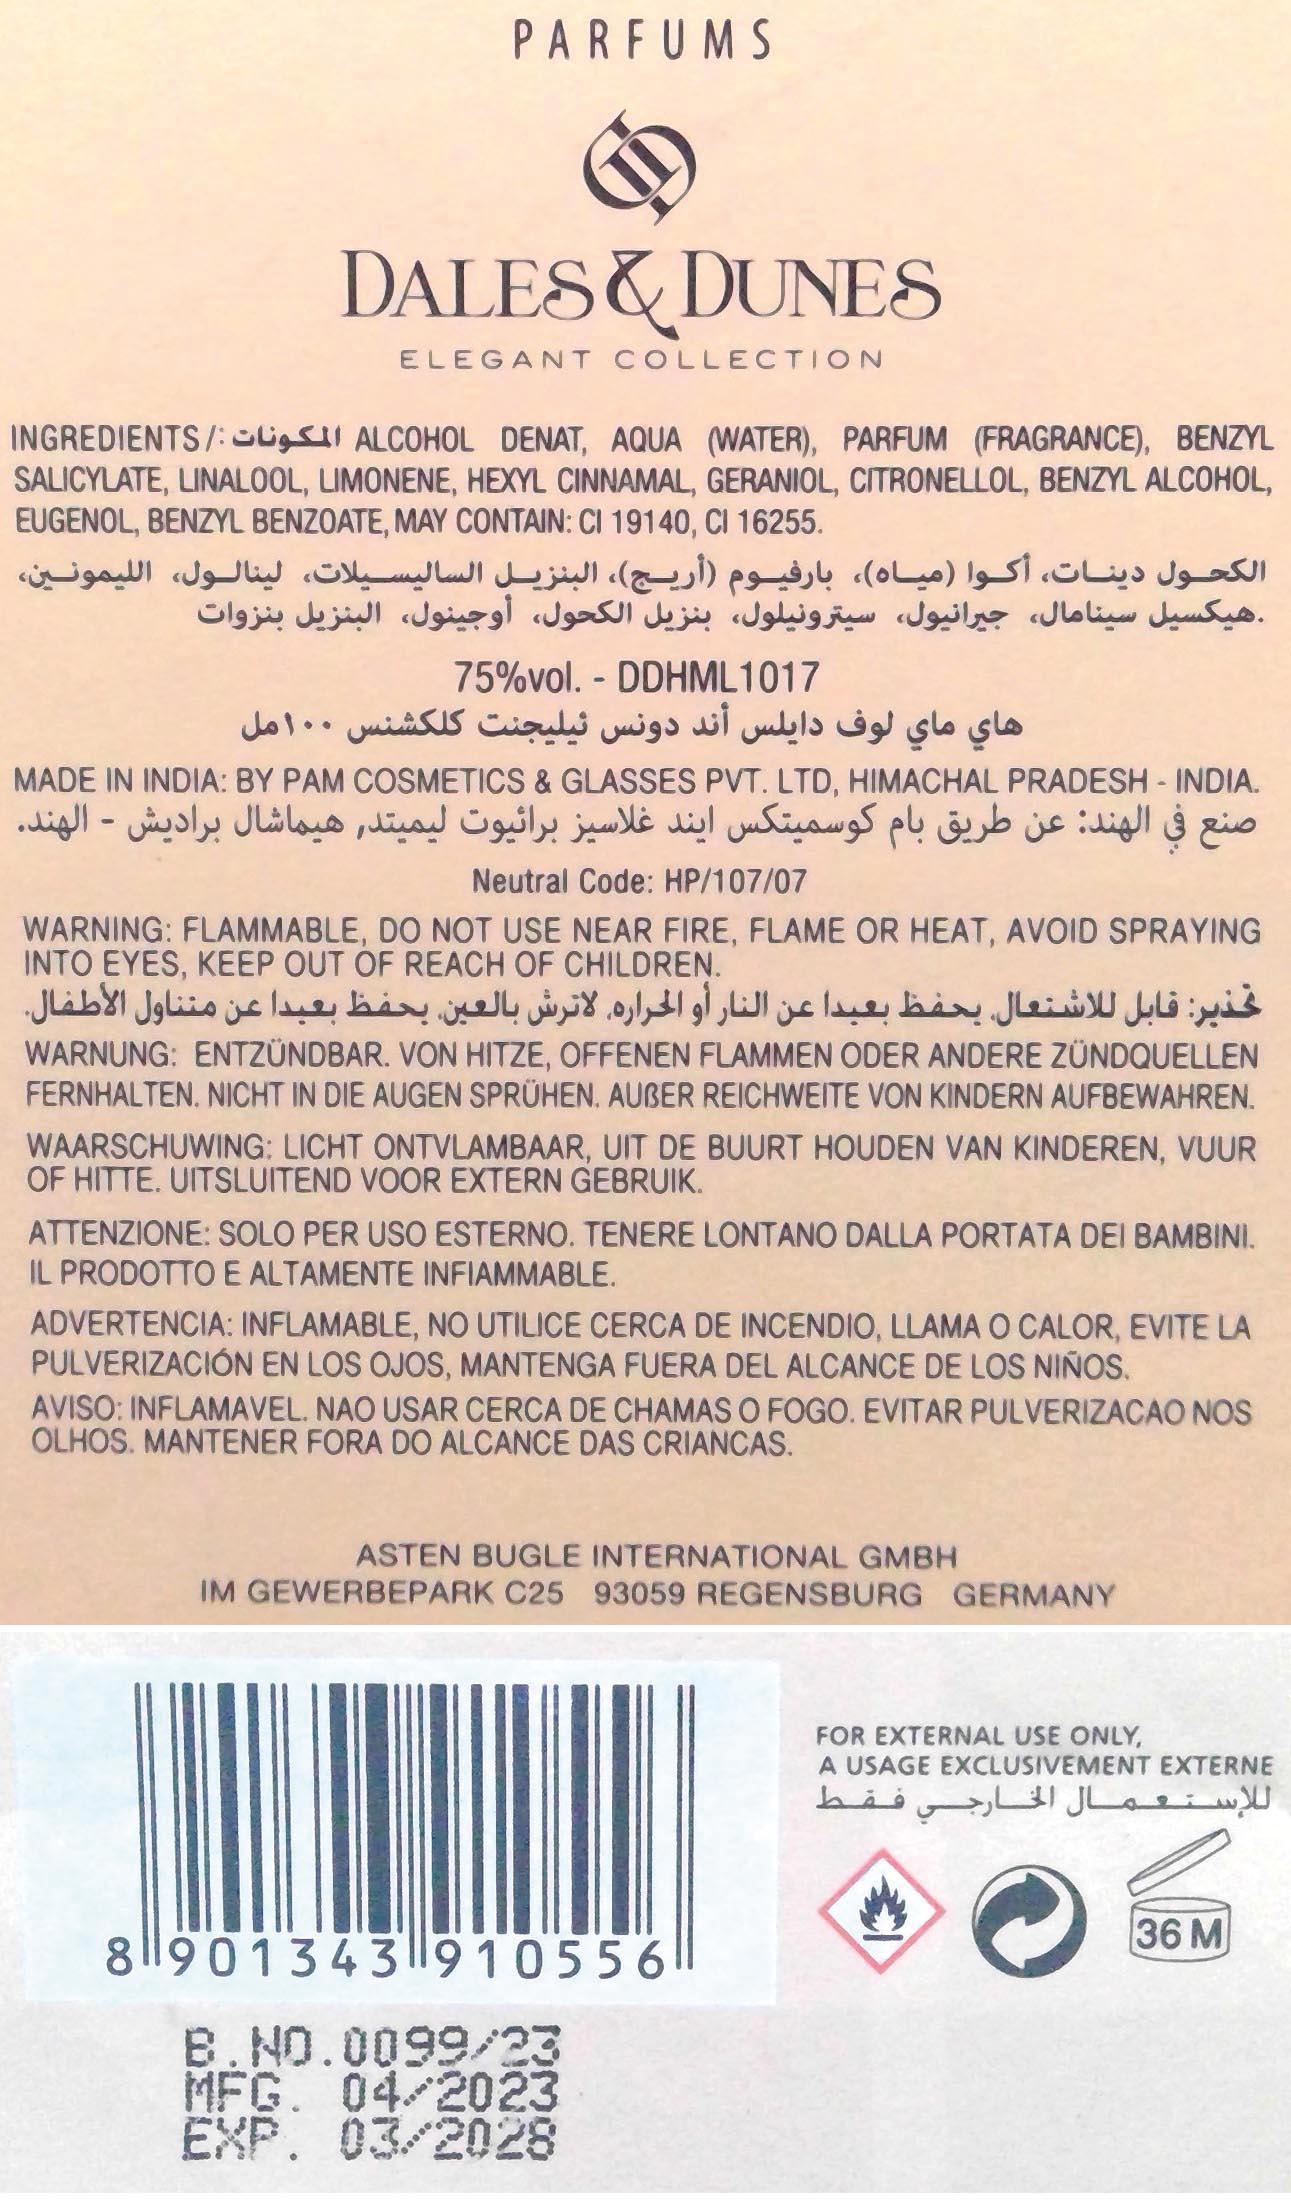 PARFUMS
DALES & DUNES
ELEGANT COLLECTION
INGREDIENTS/: المكونات ALCOHOL DENAT, AQUA (WATER), PARFUM (FRAGRANCE), BENZYL
SALICYLATE, LINALOOL, LIMONENE, HEXYL CINNAMAL, GERANIOL, CITRONELLOL, BENZYL ALCOHOL,
EUGENOL, BENZYL BENZOATE, MAY CONTAIN: CI 19140, CI 16255.
الكحول دينات، أكوا (مياه)، بارفيوم (أريج)، البنزيل الساليسيلات، لينالول، الليمونين،
هيكسيل سينامال، جيرانيول، سيترونيلول، بنزيل الكحول، أوجينول، البنزيل بنزوات.
75%vol. - DDHML1017
هاي ماي لوف دايلس أند دونس ئيليجنت كلكشنس ١٠٠مل
MADE IN INDIA: BY PAM COSMETICS & GLASSES PVT. LTD, HIMACHAL PRADESH - INDIA.
صنع في الهند: عن طريق بام كوسميتكس ايند غلاسيز برائيوت ليميتد, هيماشال براديش - الهند.
Neutral Code: HP/107/07
WARNING: FLAMMABLE, DO NOT USE NEAR FIRE, FLAME OR HEAT, AVOID SPRAYING
INTO EYES, KEEP OUT OF REACH OF CHILDREN.
تحذير: قابل للاشتعال. يحفظ بعيدا عن النار أو الحراره. لاترش بالعين. يحفظ بعيدا عن متناول الأطفال.
WARNUNG: ENTZÜNDBAR. VON HITZE, OFFENEN FLAMMEN ODER ANDERE ZÜNDQUELLEN
FERNHALTEN. NICHT IN DIE AUGEN SPRÜHEN. AUßER REICHWEITE VON KINDERN AUFBEWAHREN.
WAARSCHUWING: LICHT ONTVLAMBAAR, UIT DE BUURT HOUDEN VAN KINDEREN, VUUR
OF HITTE. UITSLUITEND VOOR EXTERN GEBRUIK.
ATTENZIONE: SOLO PER USO ESTERNO. TENERE LONTANO DALLA PORTATA DEI BAMBINI.
IL PRODOTTO E ALTAMENTE INFIAMMABLE.
ADVERTENCIA: INFLAMABLE, NO UTILICE CERCA DE INCENDIO, LLAMA O CALOR, EVITE LA
PULVERIZACIÓN EN LOS OJOS, MANTENGA FUERA DEL ALCANCE DE LOS NIÑOS.
AVISO: INFLAMAVEL. NAO USAR CERCA DE CHAMAS O FOGO. EVITAR PULVERIZACAO NOS
OLHOS. MANTENER FORA DO ALCANCE DAS CRIANCAS.
ASTEN BUGLE INTERNATIONAL GMBH
IM GEWERBEPARK C25 93059 REGENSBURG GERMANY
FOR EXTERNAL USE ONLY,
A USAGE EXCLUSIVEMENT EXTERNE
للإستعمال الخارجي فقط
36 M
8 901343 910556
B.NO.0099/23
MFG. 04/2023
EXP. 03/2028